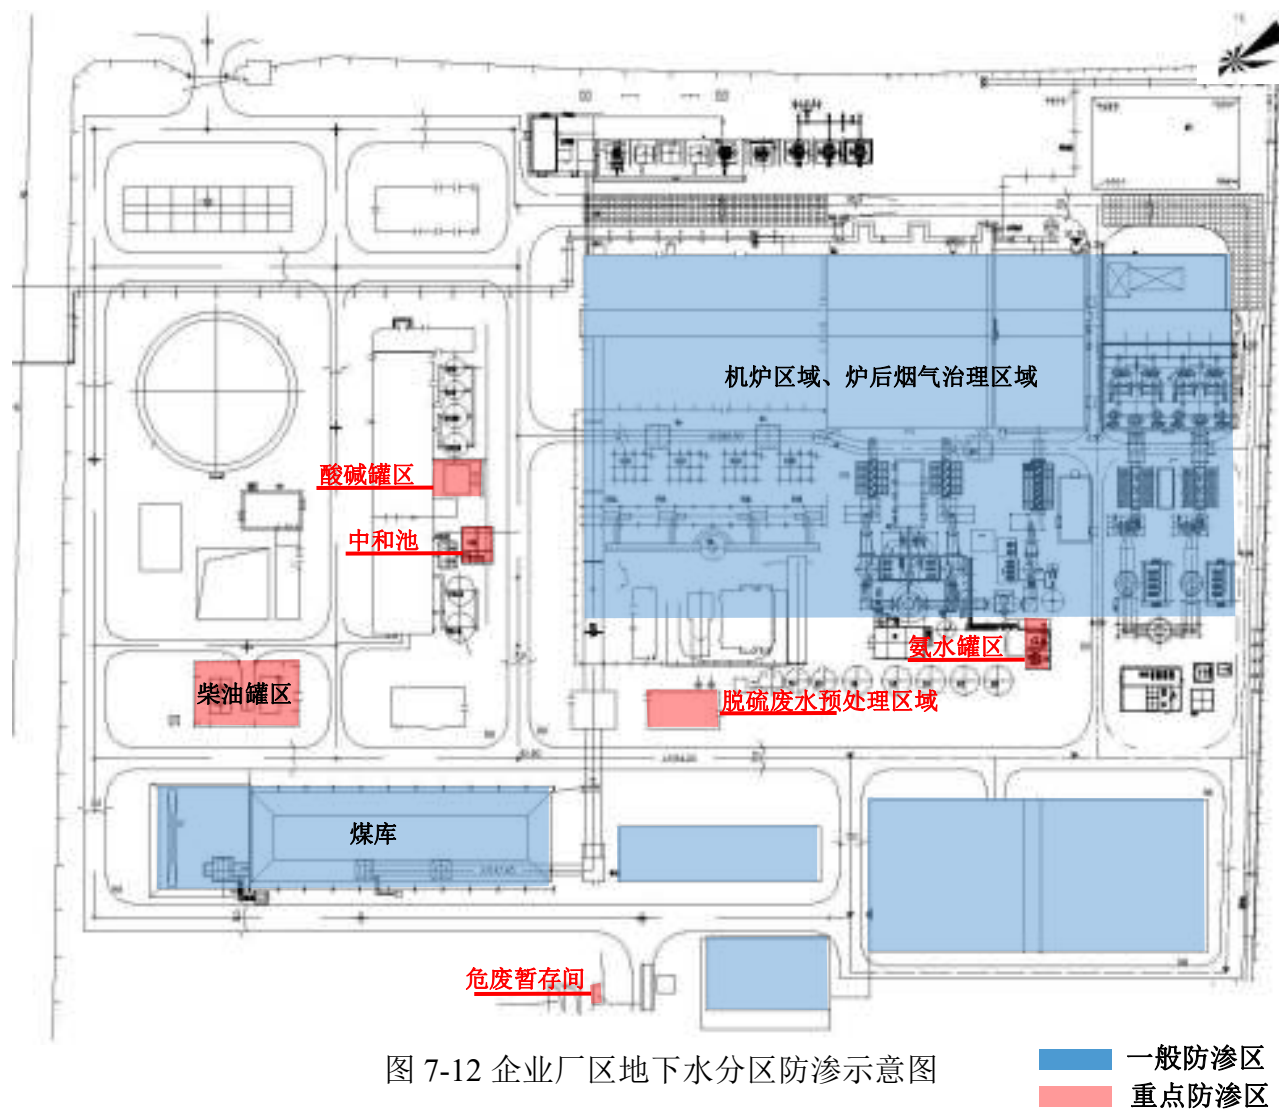 机炉区域、炉后烟气治理区域
酸碱罐区
中和池
氨水罐区
柴油罐区
脱硫废水预处理区域
煤库
危废暂存间
图 7-12 企业厂区地下水分区防渗示意图
一般防渗区
重点防渗区